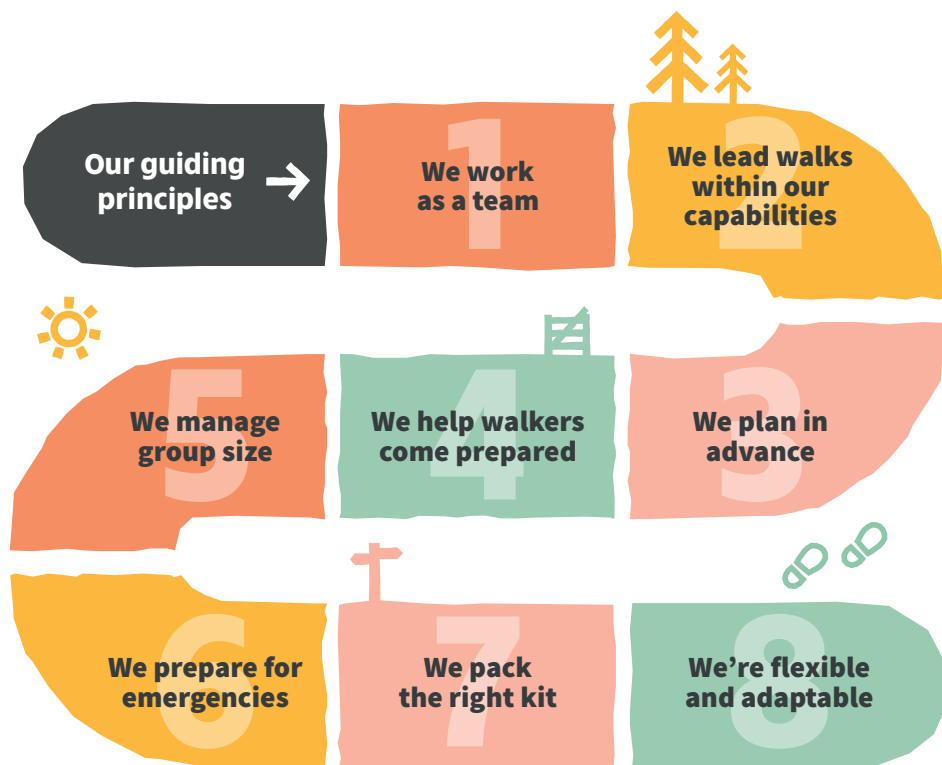 Our guiding
principles
1
We work
as a team
2
We lead walks
within our
capabilities
3
We plan in
advance
4
We help walkers
come prepared
5
We manage
group size
6
We prepare for
emergencies
7
We pack
the right kit
8
We’re flexible
and adaptable